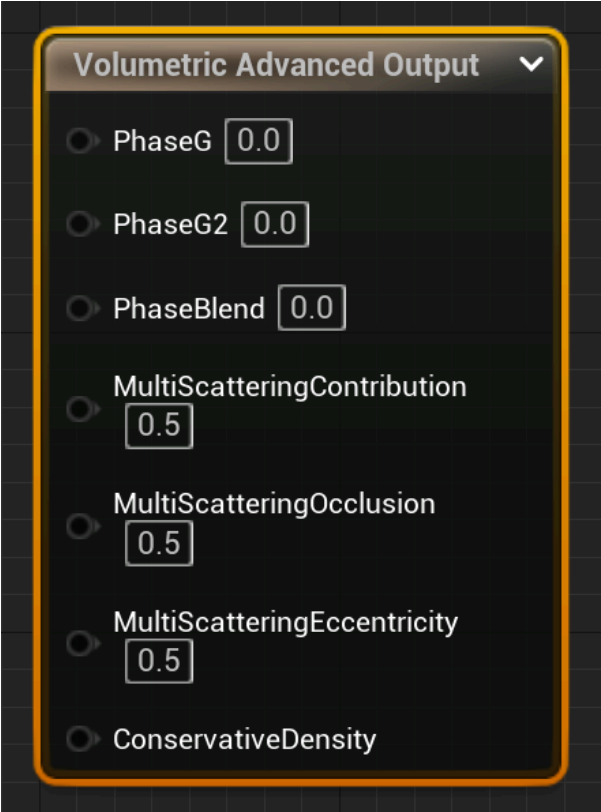 Volumetric Advanced Output
PhaseG 0.0
PhaseG2 0.0
PhaseBlend 0.0
MultiScatteringContribution
0.5
MultiScatteringOcclusion
0.5
MultiScatteringEccentricity
0.5
ConservativeDensity